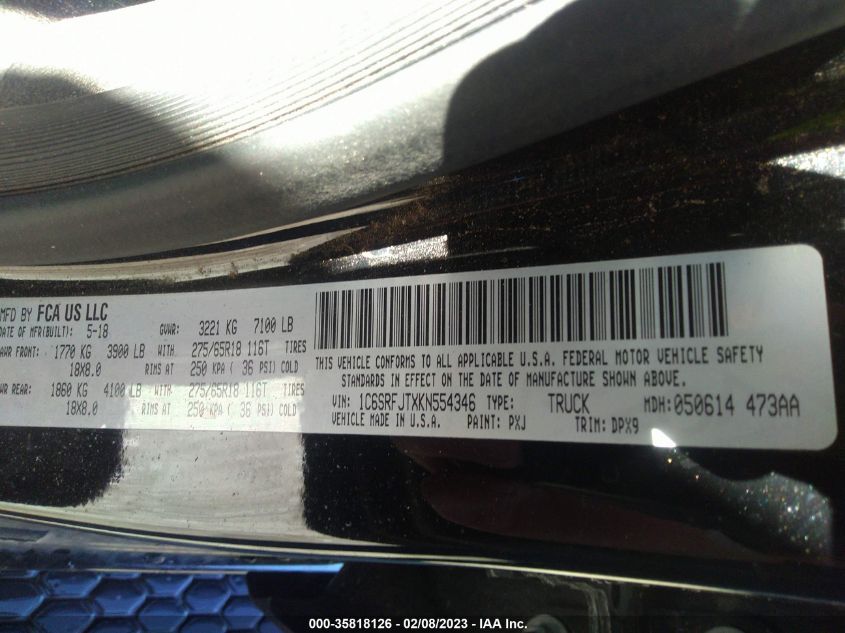 MFD BY FCA US LLC
DATE OF MFR(BUILT): 5-18 GVWR: 3221 KG 7100 LB
AWR FRONT: 1770 KG 3900 LB WITH 275/65R18 116T TIRES
18X8.0 RIMS AT 250 KPA ( 36 PSI) COLD
AWR REAR: 1860 KG 4100 LB WITH 275/65R18 116T TIRES
18X8.0 RIMS AT 250 KPA ( 36 PSI) COLD
THIS VEHICLE CONFORMS TO ALL APPLICABLE U.S.A. FEDERAL MOTOR VEHICLE SAFETY
STANDARDS IN EFFECT ON THE DATE OF MANUFACTURE SHOWN ABOVE.
VIN: 1C6SRFJTXKN554346 TYPE: TRUCK MDH: 050614 473AA
VEHICLE MADE IN U.S.A. PAINT: PXJ TRIM: DPX9
000-35818126 - 02/08/2023 - IAA Inc.